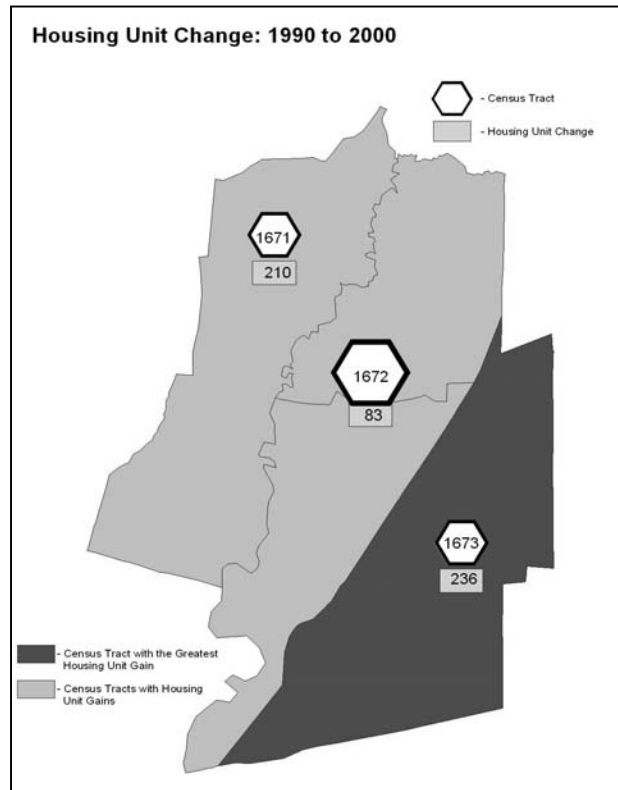 Housing Unit Change: 1990 to 2000
- Census Tract
- Housing Unit Change
1671
210
1672
83
1673
236
- Census Tract with the Greatest
Housing Unit Gain
- Census Tracts with Housing
Unit Gains